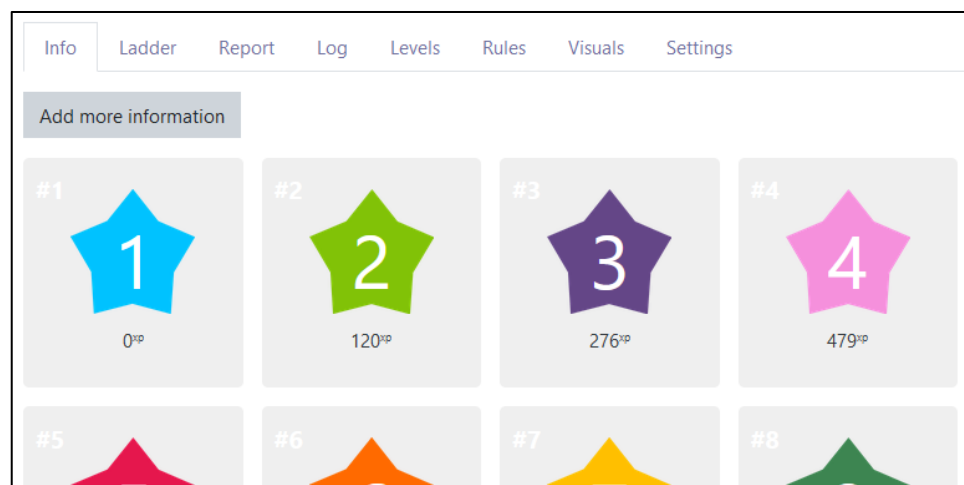 Info Ladder Report Log Levels Rules Visuals Settings
Add more information
#1 #2 #3 #4
1 2 3 4
0xp 120xp 276xp 479xp
#5 #6 #7 #8